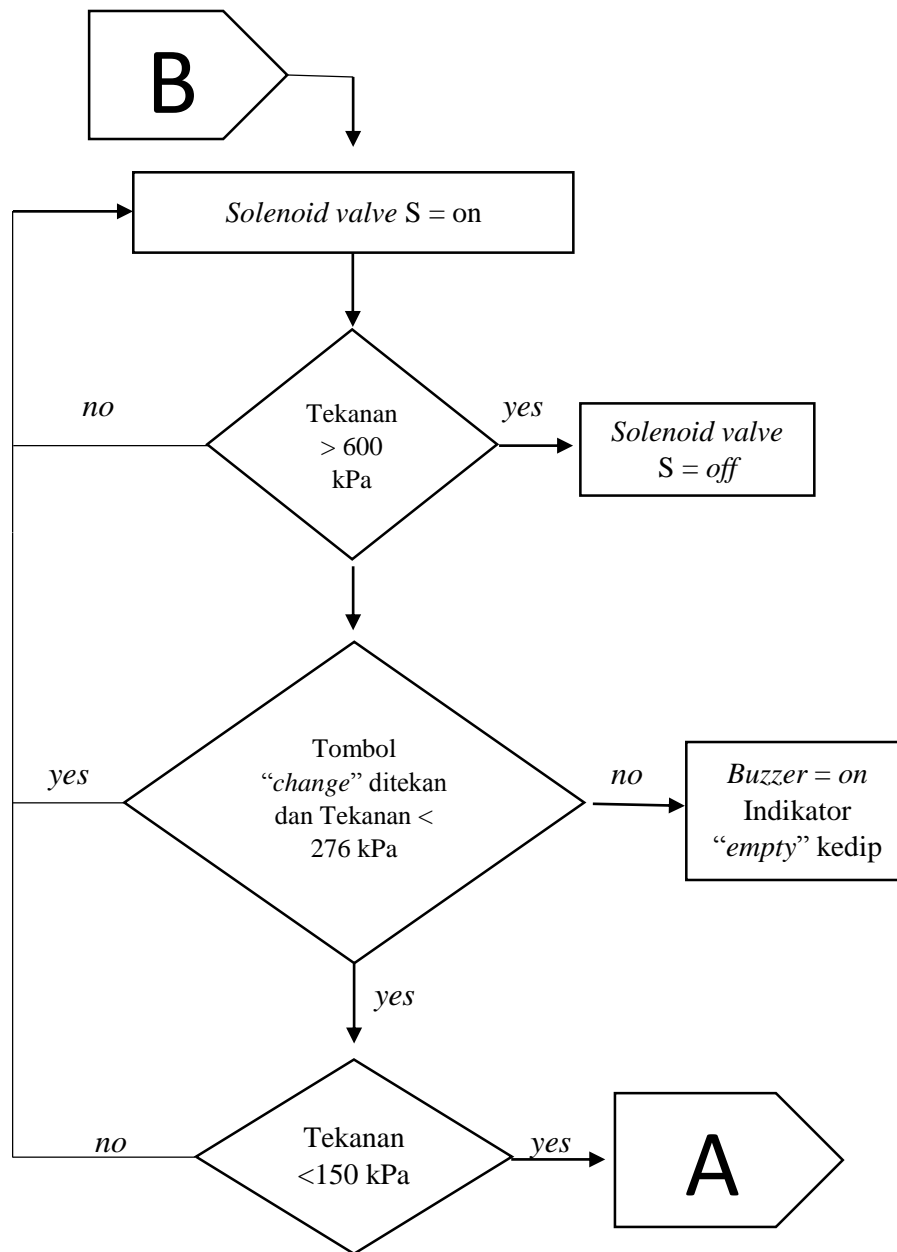 B
Solenoid valve S = on
no
Tekanan
> 600
kPa
yes
Solenoid valve
S = off
yes
Tombol
“change” ditekan
dan Tekanan <
276 kPa
no
Buzzer = on
Indikator
“empty” kedip
yes
no
Tekanan
<150 kPa
yes
A